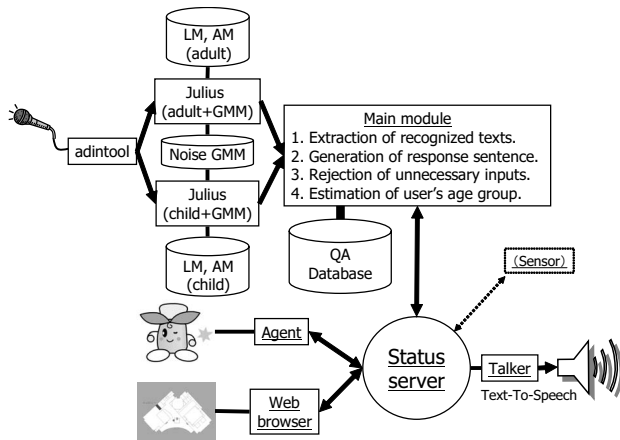 LM, AM
(adult)
Julius
(adult+GMM)
adintool
Noise GMM
Julius
(child+GMM)
LM, AM
(child)
Main module
1. Extraction of recognized texts.
2. Generation of response sentence.
3. Rejection of unnecessary inputs.
4. Estimation of user’s age group.
QA
Database
(Sensor)
Agent
Status
server
Talker
Text-To-Speech
Web
browser